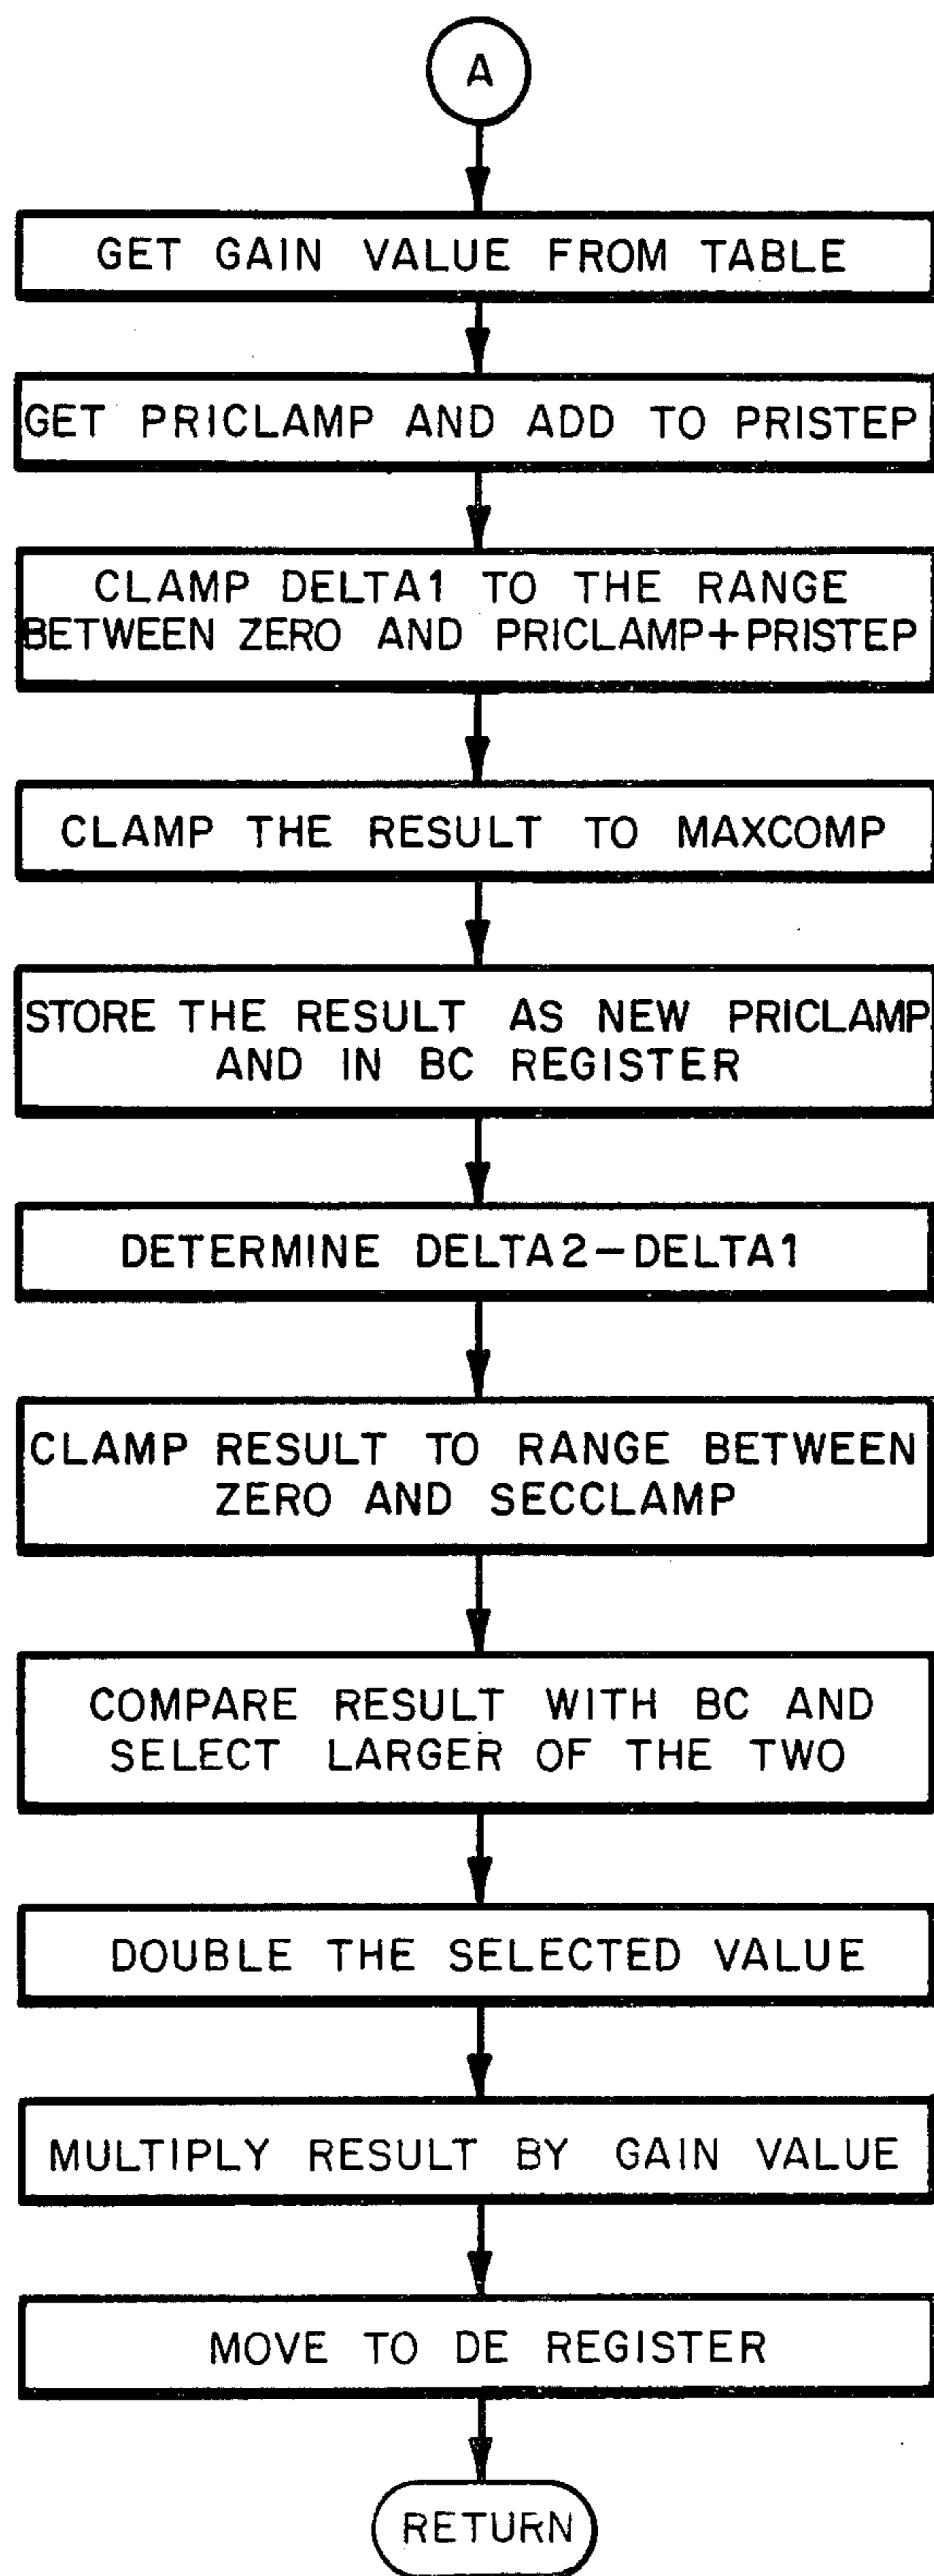 A
GET GAIN VALUE FROM TABLE
GET PRICLAMP AND ADD TO PRISTEP
CLAMP DELTA1 TO THE RANGE
BETWEEN ZERO AND PRICLAMP+PRISTEP
CLAMP THE RESULT TO MAXCOMP
STORE THE RESULT AS NEW PRICLAMP
AND IN BC REGISTER
DETERMINE DELTA2-DELTA1
CLAMP RESULT TO RANGE BETWEEN
ZERO AND SECCLAMP
COMPARE RESULT WITH BC AND
SELECT LARGER OF THE TWO
DOUBLE THE SELECTED VALUE
MULTIPLY RESULT BY GAIN VALUE
MOVE TO DE REGISTER
RETURN